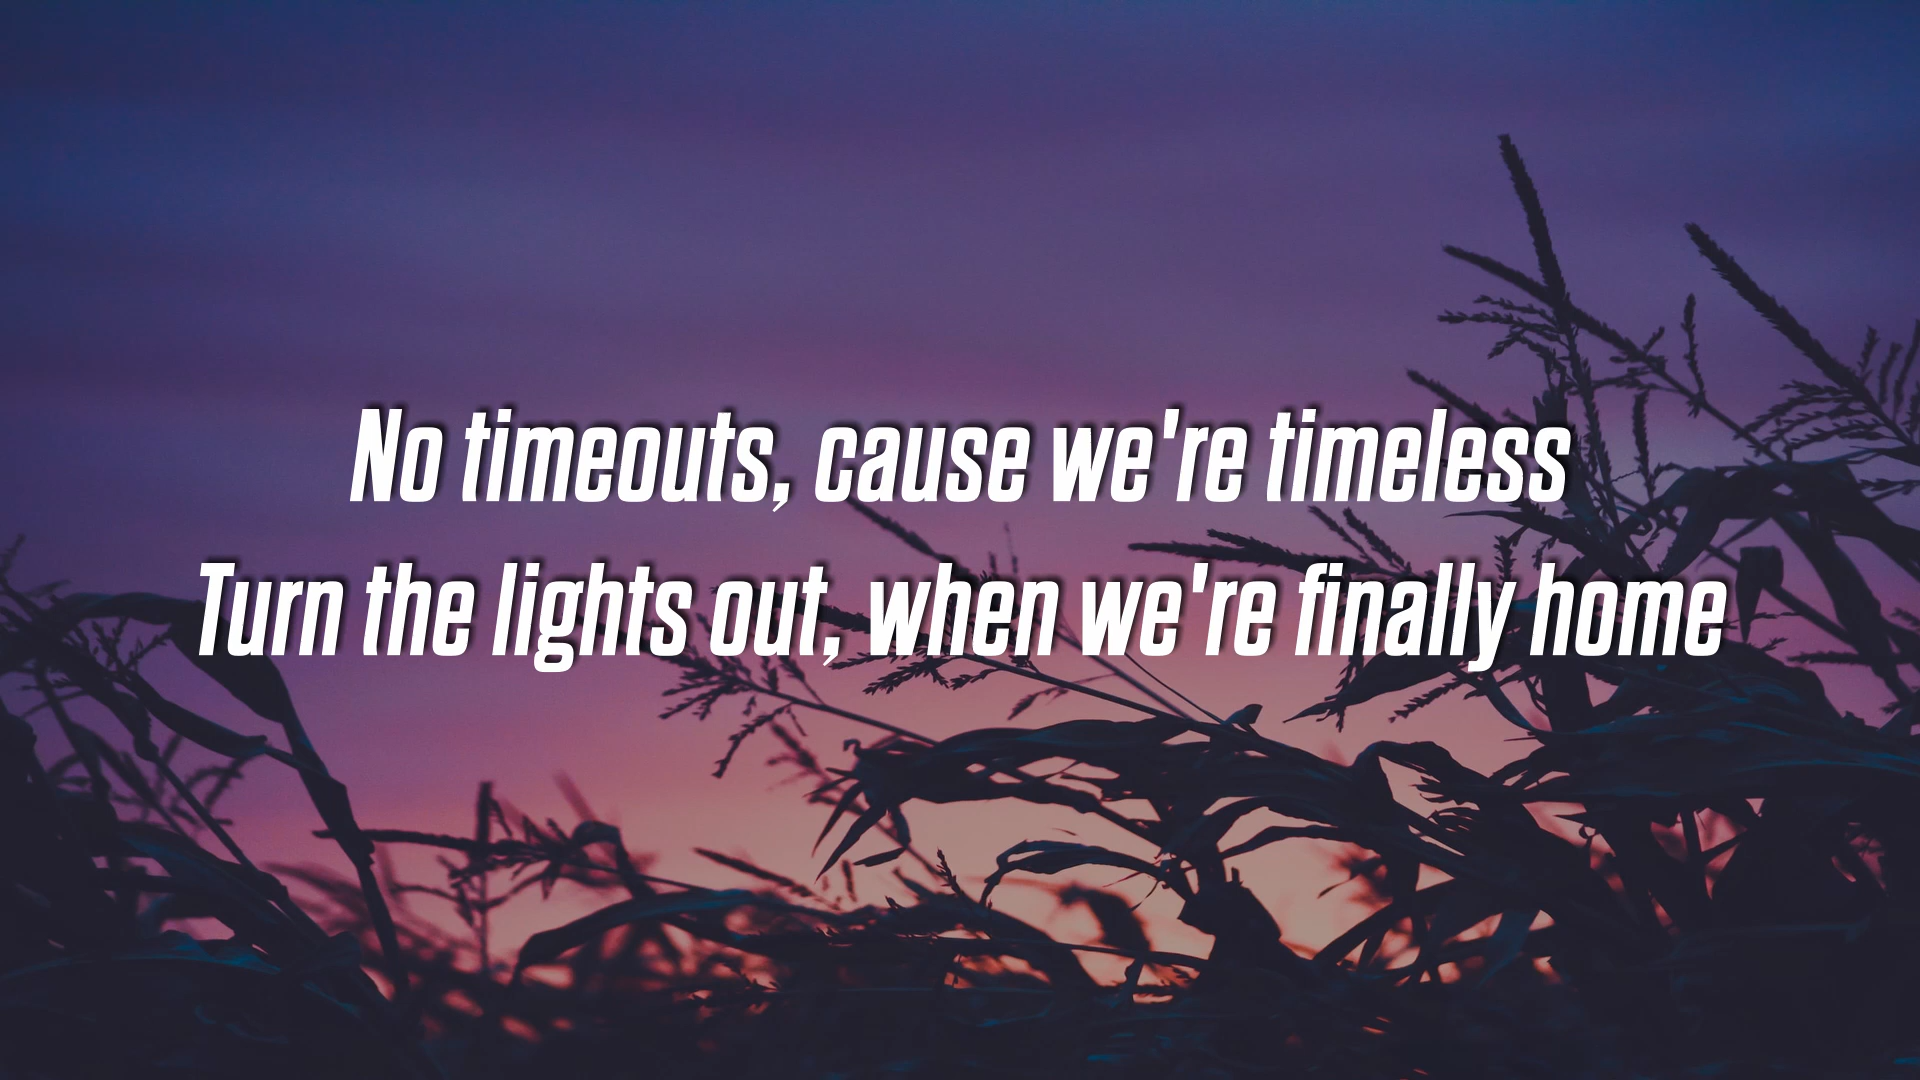 No timeouts, cause we're timeless
Turn the lights out, when we're finally home